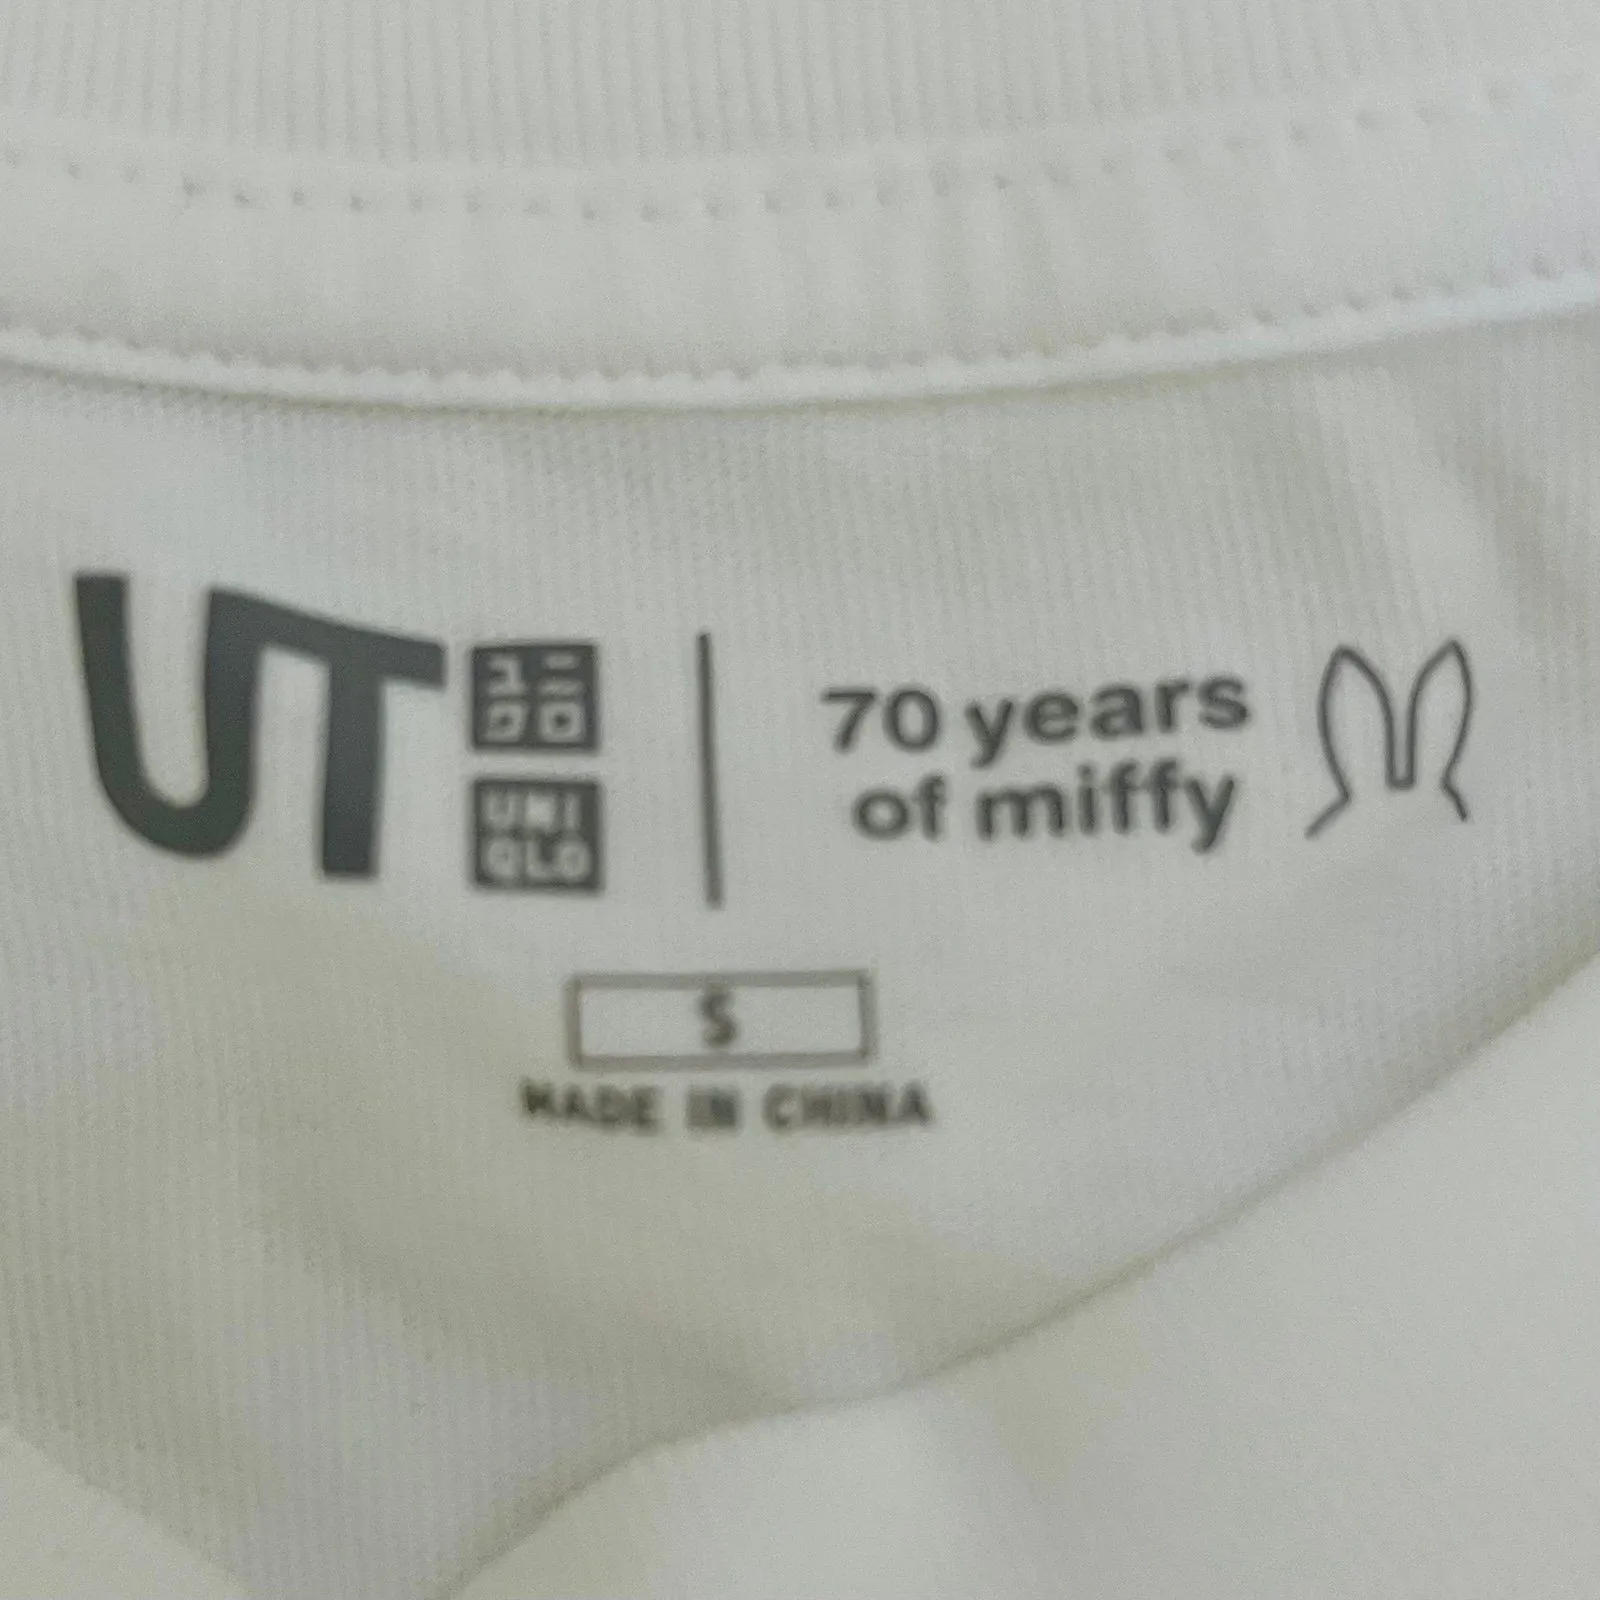 UT
ユニ
クロ
UNI
QLO
70 years
of miffy
S
MADE IN CHINA